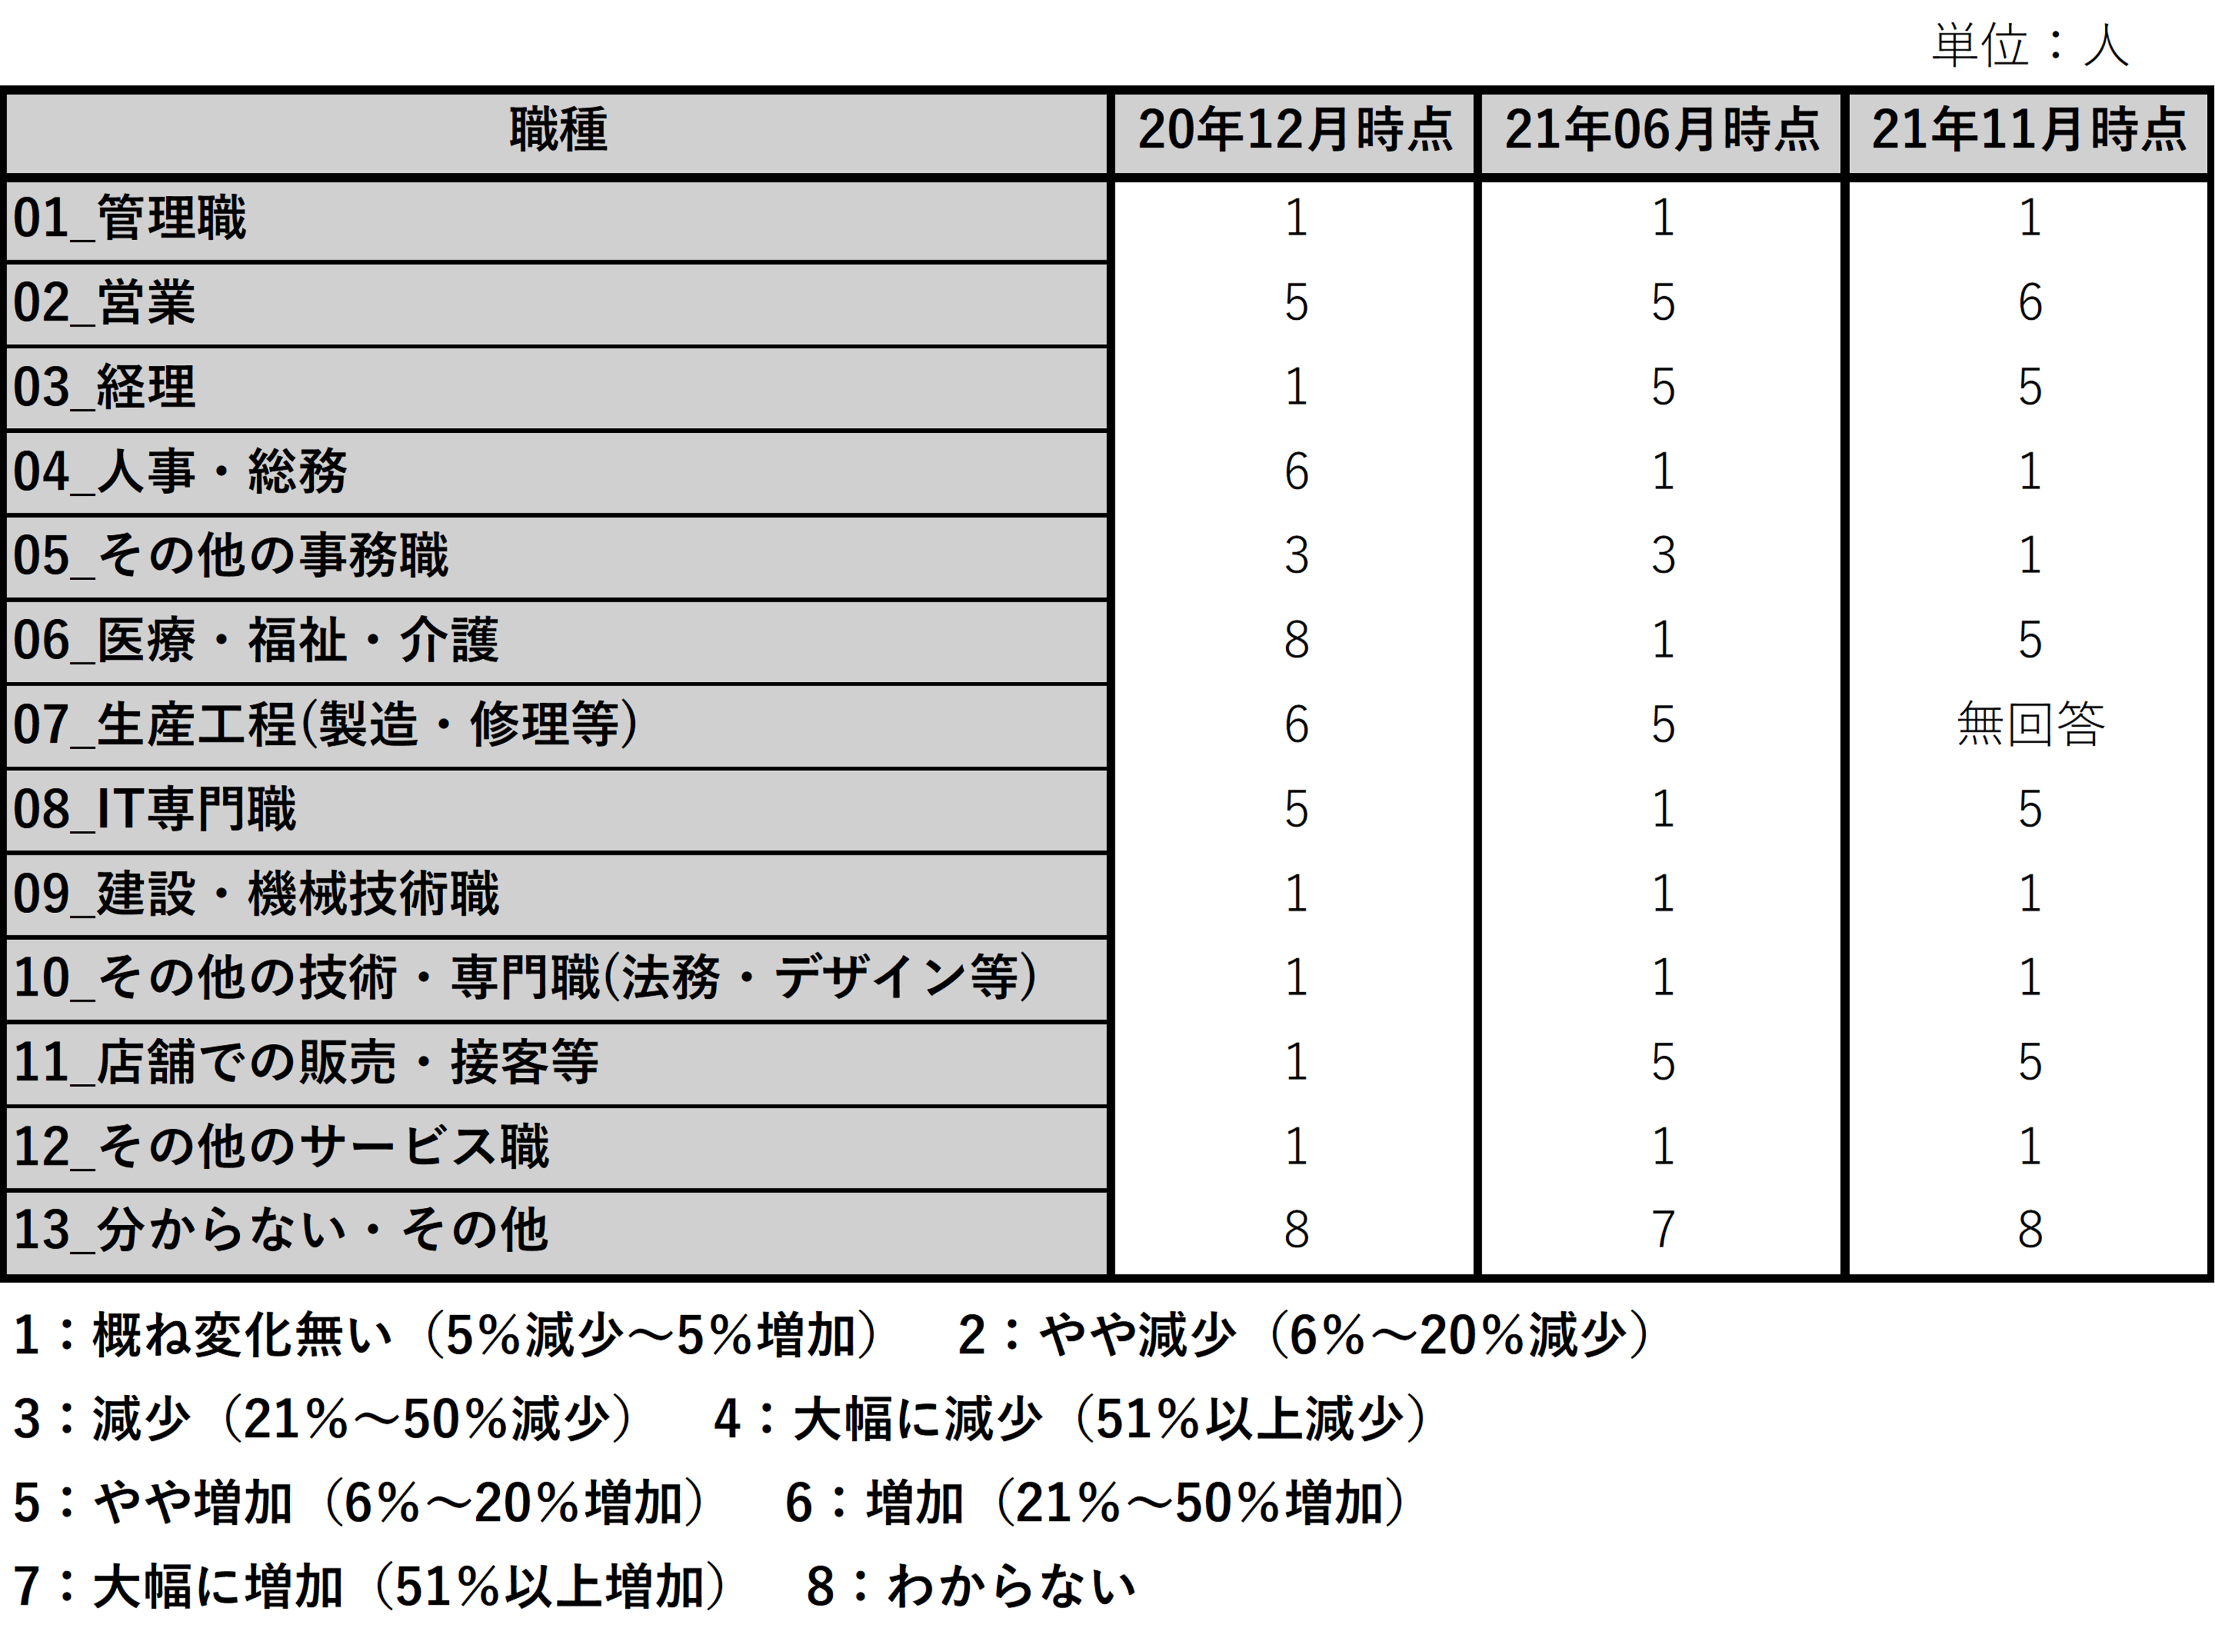 単位：人
職種 20年12月時点 21年06月時点 21年11月時点
01_管理職 1 1 1
02_営業 5 5 6
03_経理 1 5 5
04_人事・総務 6 1 1
05_その他の事務職 3 3 1
06_医療・福祉・介護 8 1 5
07_生産工程(製造・修理等) 6 5 無回答
08_IT専門職 5 1 5
09_建設・機械技術職 1 1 1
10_その他の技術・専門職(法務・デザイン等) 1 1 1
11_店舗での販売・接客等 1 5 5
12_その他のサービス職 1 1 1
13_分からない・その他 8 7 8
1：概ね変化無い（5%減少～5%増加） 2：やや減少（6%～20%減少）
3：減少（21%～50%減少） 4：大幅に減少（51%以上減少）
5：やや増加（6%～20%増加） 6：増加（21%～50%増加）
7：大幅に増加（51%以上増加） 8：わからない